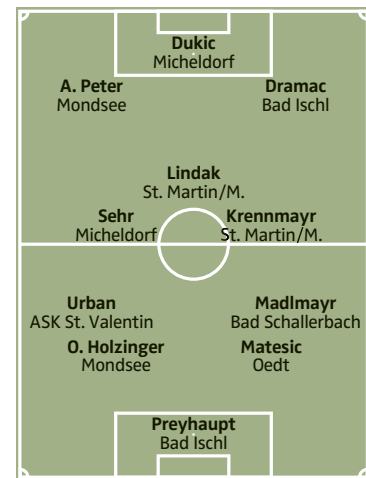 Dukic
Micheldorf
A. Peter
Mondsee
Dramac
Bad Ischl
Lindak
St. Martin/M.
Sehr
Micheldorf
Krennmayr
St. Martin/M.
Urban
ASK St. Valentin
Madlmayr
Bad Schallerbach
O. Holzinger
Mondsee
Matesic
Oedt
Preyhaupt
Bad Ischl